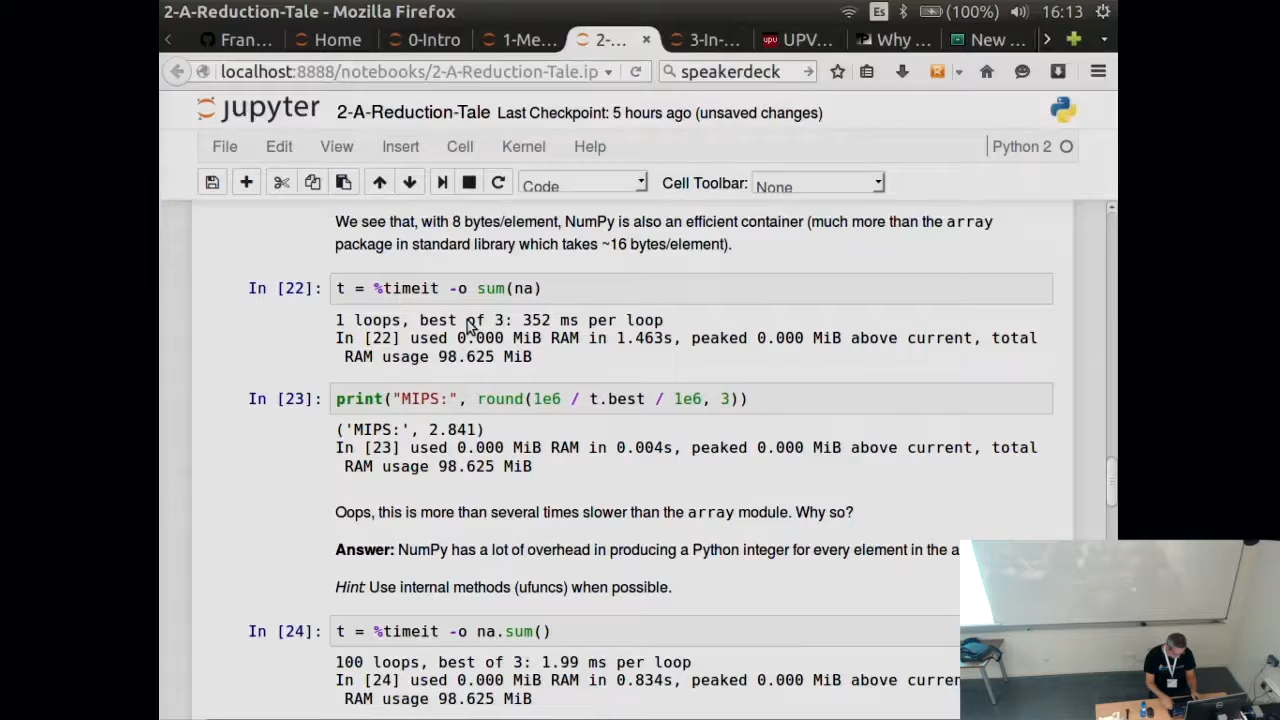 2-A-Reduction-Tale - Mozilla Firefox
Es (100%) 16:13
Fran... Home 0-Intro 1-Me... 2-... 3-In-... upv UPV... Why ... New ...
localhost:8888/notebooks/2-A-Reduction-Tale.ip speakerdeck
jupyter 2-A-Reduction-Tale Last Checkpoint: 5 hours ago (unsaved changes)
File Edit View Insert Cell Kernel Help Python 2
Code Cell Toolbar: None
We see that, with 8 bytes/element, NumPy is also an efficient container (much more than the array
package in standard library which takes ~16 bytes/element).
In [22]: t = %timeit -o sum(na)
1 loops, best of 3: 352 ms per loop
In [22] used 0.000 MiB RAM in 1.463s, peaked 0.000 MiB above current, total
RAM usage 98.625 MiB
In [23]: print("MIPS:", round(1e6 / t.best / 1e6, 3))
('MIPS:', 2.841)
In [23] used 0.000 MiB RAM in 0.004s, peaked 0.000 MiB above current, total
RAM usage 98.625 MiB
Oops, this is more than several times slower than the array module. Why so?
Answer: NumPy has a lot of overhead in producing a Python integer for every element in the a
Hint: Use internal methods (ufuncs) when possible.
In [24]: t = %timeit -o na.sum()
100 loops, best of 3: 1.99 ms per loop
In [24] used 0.000 MiB RAM in 0.834s, peaked 0.000 MiB above curren
RAM usage 98.625 MiB